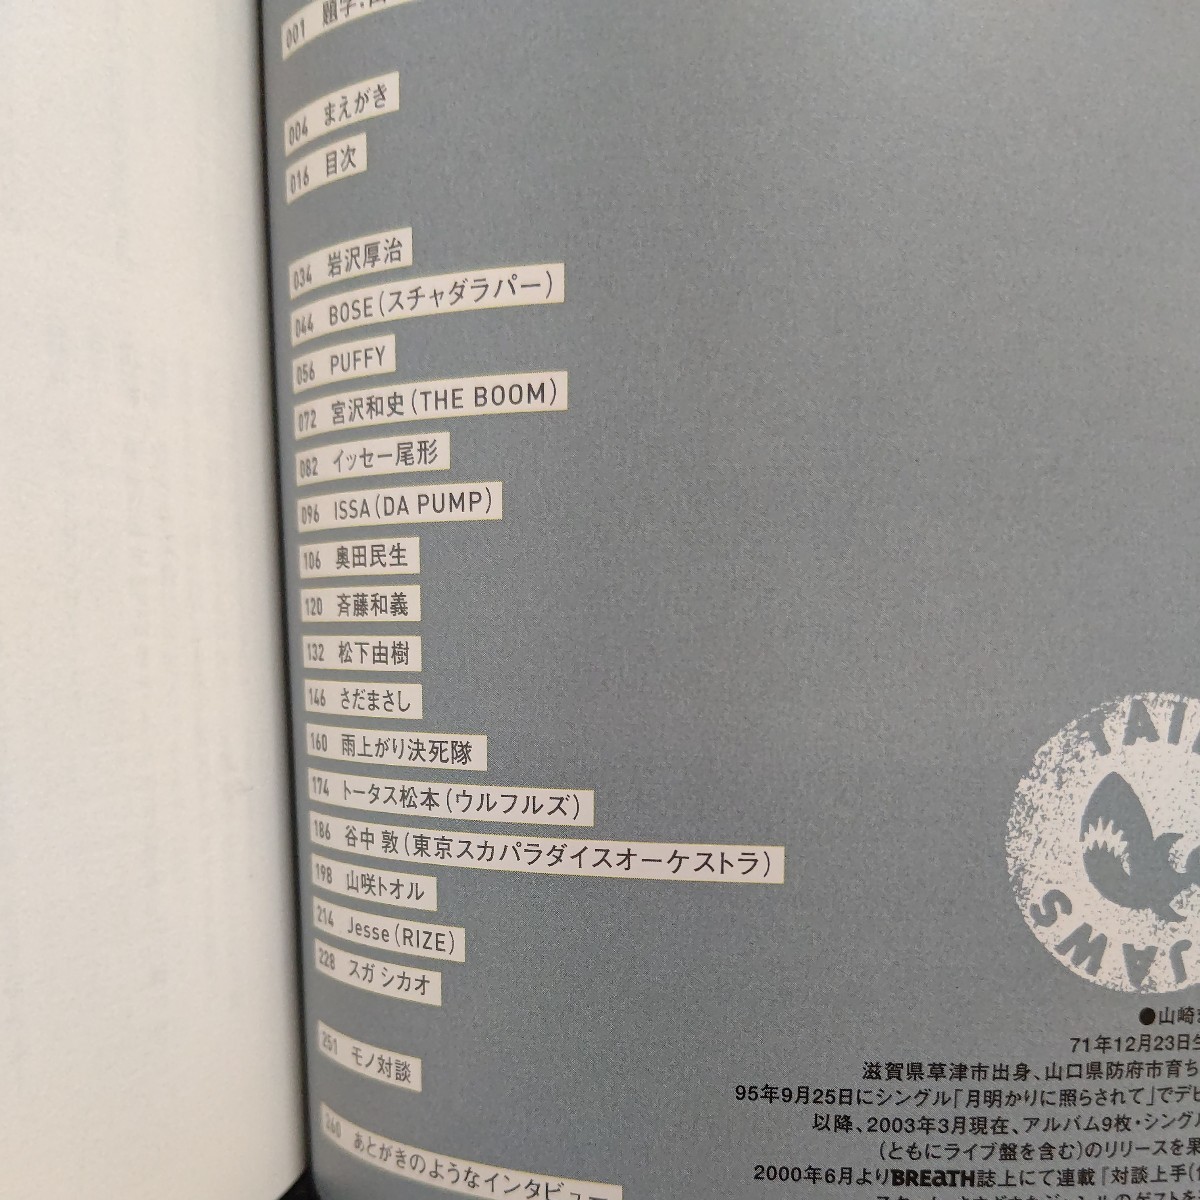 001 題字:
004 まえがき
016 目次
034 岩沢厚治
044 BOSE(スチャダラパー)
056 PUFFY
072 宮沢和史(THE BOOM)
082 イッセー尾形
096 ISSA(DA PUMP)
106 奥田民生
120 斉藤和義
132 松下由樹
146 さだまさし
160 雨上がり決死隊
174 トータス松本(ウルフルズ)
186 谷中 敦(東京スカパラダイスオーケストラ)
198 山咲トオル
214 Jesse(RIZE)
228 スガ シカオ
251 モノ対談
260 あとがきのようなインタビュー
JAWS
●山崎
71年12月23日生
滋賀県草津市出身、山口県防府市育ち
95年9月25日にシングル「月明かりに照らされて」でデビ
以降、2003年3月現在、アルバム9枚・シングル
(ともにライブ盤を含む)のリリースを果
2000年6月よりBREaTH誌上にて連載『対談上手(